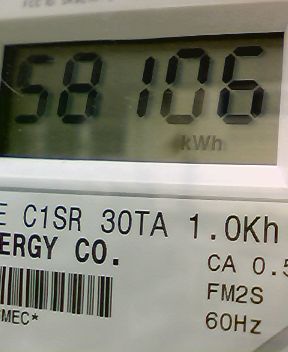 58106
kWh
E C1SR 30TA 1.0Kh
ERGY CO.
CA 0.5
FM2S
MEC*
60Hz